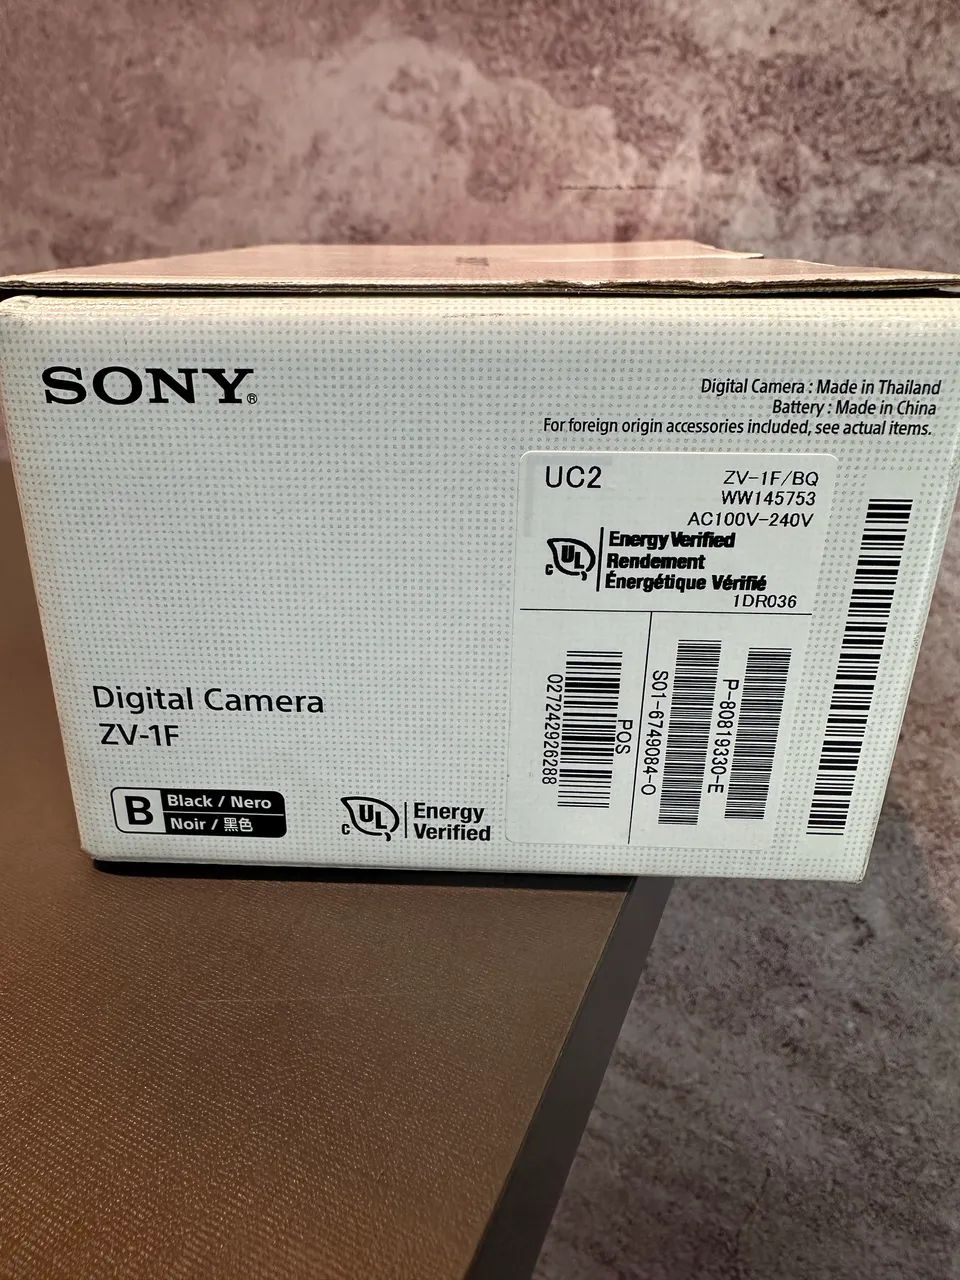 SONY®
Digital Camera : Made in Thailand
Battery : Made in China
For foreign origin accessories included, see actual items.
UC2
ZV-1F/BQ
WW145753
AC100V-240V
c UL
Energy Verified
Rendement
Énergétique Vérifié
1DR036
POS
027242926288
S01-6749084-O
P-80819330-E
Digital Camera
ZV-1F
B
Black / Nero
Noir / 黑色
c UL
Energy
Verified